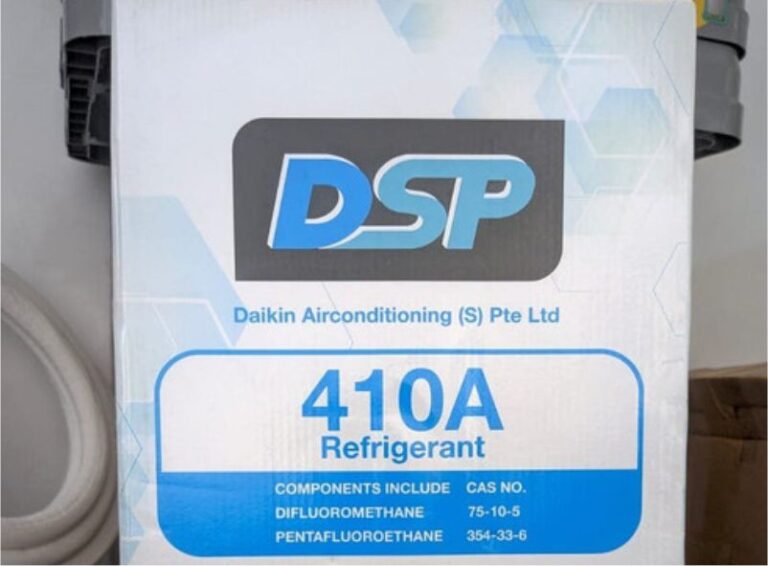 DSP
Daikin Airconditioning (S) Pte Ltd
410A
Refrigerant
COMPONENTS INCLUDE CAS NO.
DIFLUOROMETHANE 75-10-5
PENTAFLUOROETHANE 354-33-6